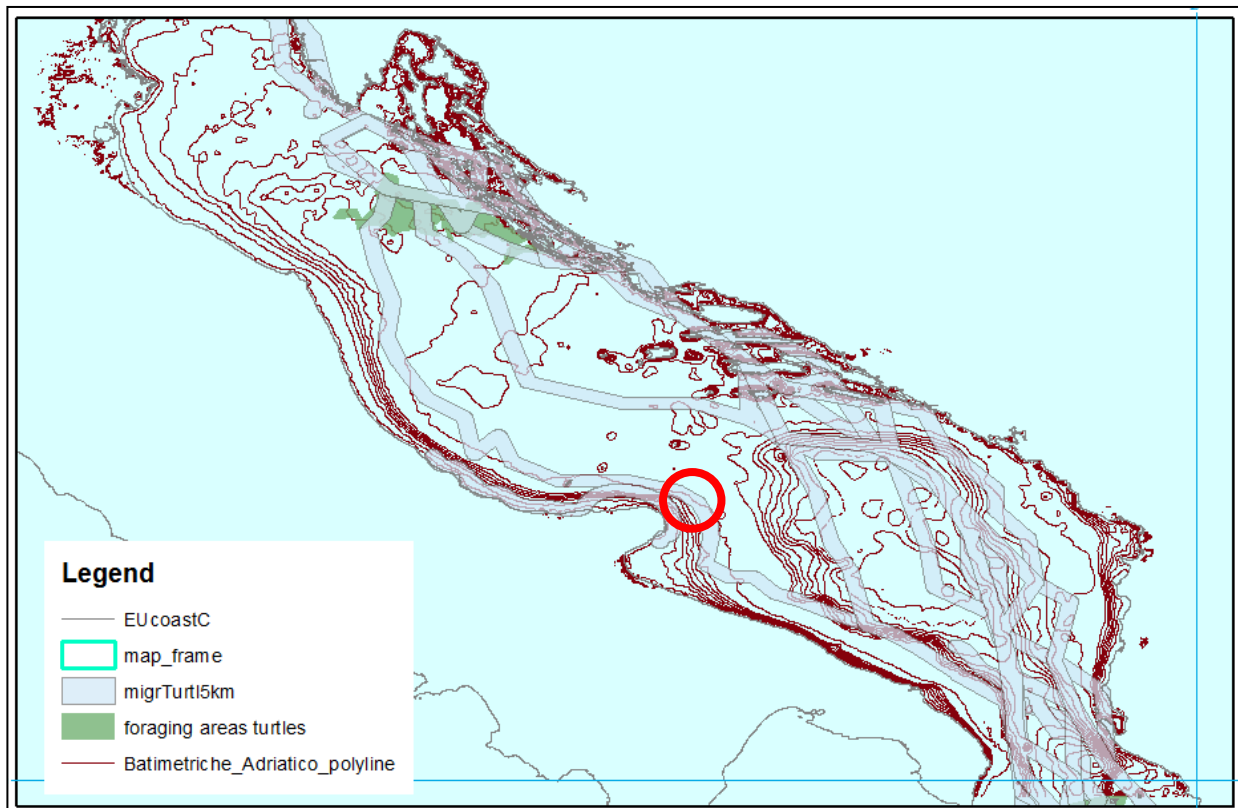 Legend
EUcoastC
map_frame
migrTurtl5km
foraging areas turtles
Batimetriche_Adriatico_polyline